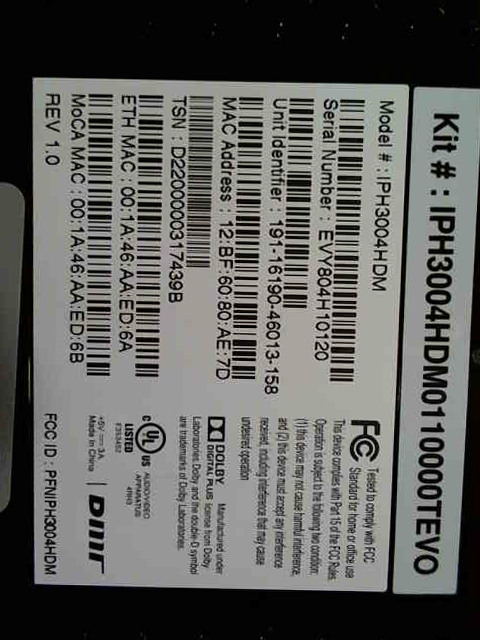 Kit # : IPH3004HDM0110000TEVO
Model # : IPH3004HDM
Serial Number : EVY804H10120
Unit Identifier : 191-16190-46013-158
MAC Address : 12:BF:60:80:AE:7D
TSN : D2200000317439B
ETH MAC : 00:1A:46:AA:ED:6A
MoCA MAC : 00:1A:46:AA:ED:6B
REV 1.0
FC Tested to comply with FCC
Standard for home or office use
This device complies with Part 15 of the FCC Rules.
Operation is subject to the following two condition:
(1) this device may not cause harmful interference,
and (2) this device must accept any interference
received, including interference that may cause
undesired operation
DOLBY
DIGITAL PLUS
Manufactured under
license from Dolby
Laboratories Dolby and the double-D symbol
are trademarks of Dolby Laboratories.
C UL US
LISTED
AUDIO/VIDEO
APPARATUS
+5V 3A
Made in China
FCC ID : PFNIPH3004HDM